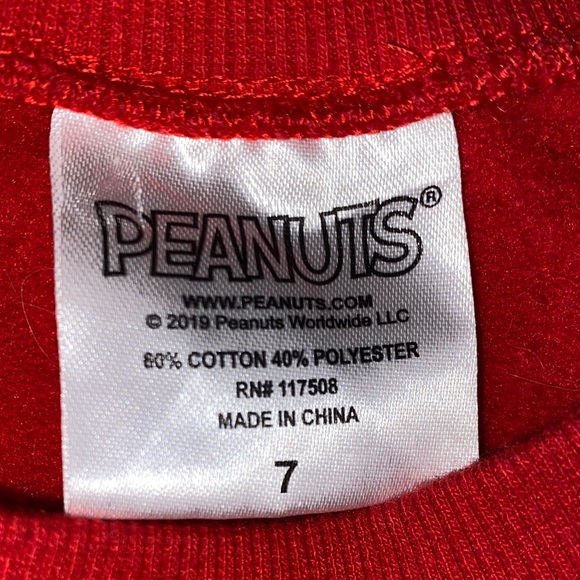 PEANUTS®
WWW.PEANUTS.COM
© 2019 Peanuts Worldwide LLC
60% COTTON 40% POLYESTER
RN# 117508
MADE IN CHINA
7